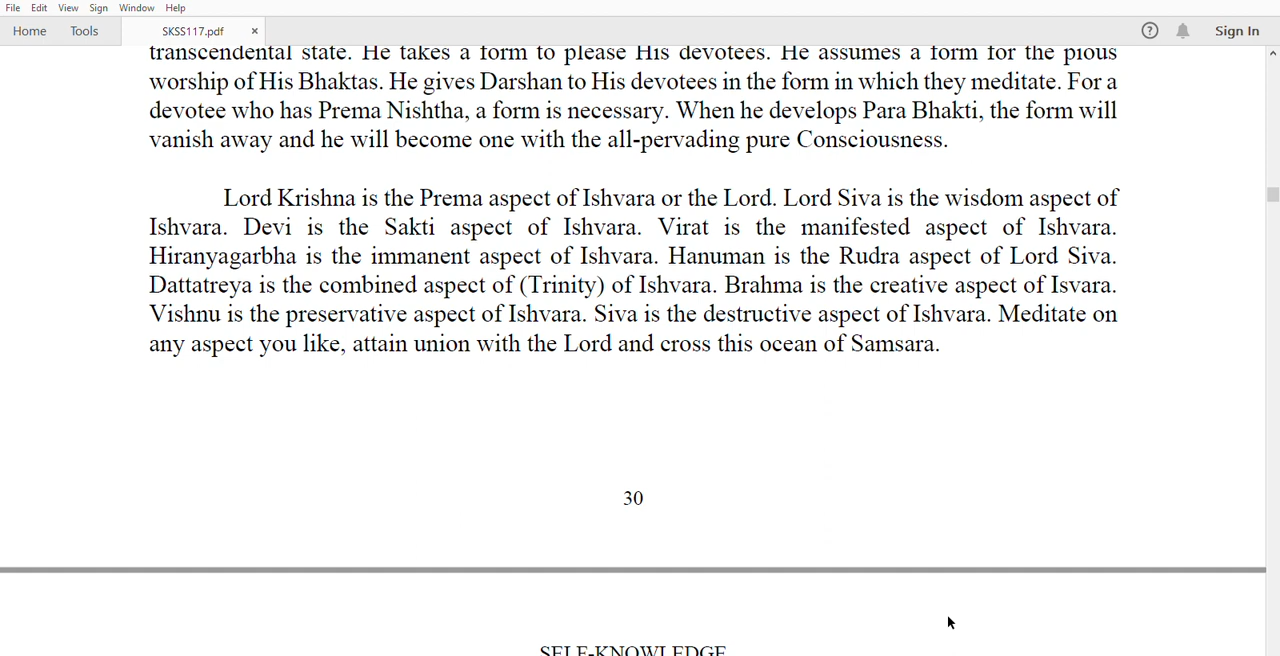 File Edit View Sign Window Help
Home Tools SKSS117.pdf × ? Sign In
transcendental state. He takes a form to please His devotees. He assumes a form for the pious
worship of His Bhaktas. He gives Darshan to His devotees in the form in which they meditate. For a
devotee who has Prema Nishtha, a form is necessary. When he develops Para Bhakti, the form will
vanish away and he will become one with the all-pervading pure Consciousness.
Lord Krishna is the Prema aspect of Ishvara or the Lord. Lord Siva is the wisdom aspect of
Ishvara. Devi is the Sakti aspect of Ishvara. Virat is the manifested aspect of Ishvara.
Hiranyagarbha is the immanent aspect of Ishvara. Hanuman is the Rudra aspect of Lord Siva.
Dattatreya is the combined aspect of (Trinity) of Ishvara. Brahma is the creative aspect of Isvara.
Vishnu is the preservative aspect of Ishvara. Siva is the destructive aspect of Ishvara. Meditate on
any aspect you like, attain union with the Lord and cross this ocean of Samsara.
30
SELF-KNOWLEDGE